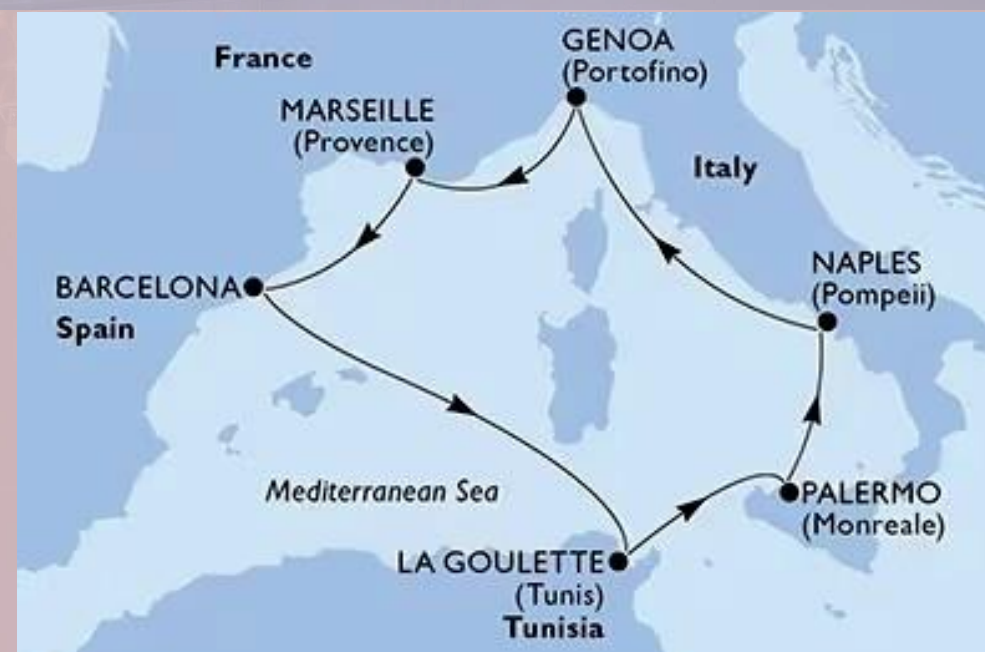 France
GENOA
(Portofino)
MARSEILLE
(Provence)
Italy
BARCELONA
Spain
NAPLES
(Pompeii)
Mediterranean Sea
PALERMO
(Monreale)
LA GOULETTE
(Tunis)
Tunisia